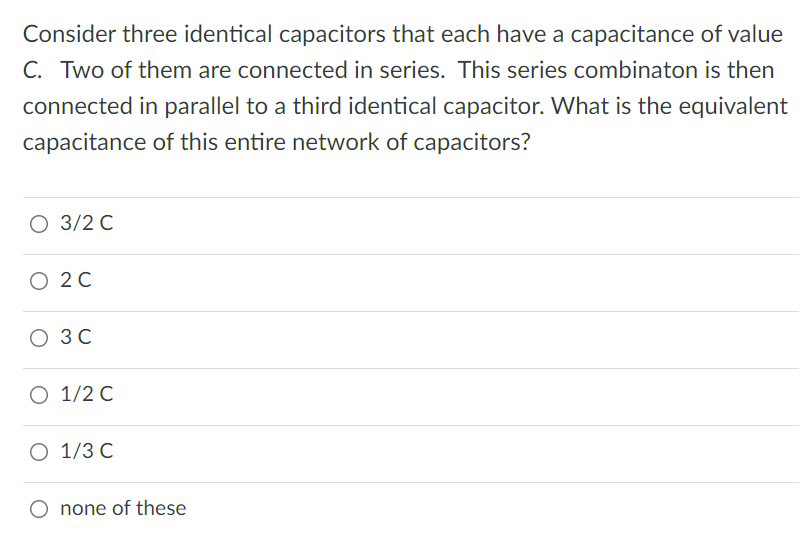 Consider three identical capacitors that each have a capacitance of value
C. Two of them are connected in series. This series combinaton is then
connected in parallel to a third identical capacitor. What is the equivalent
capacitance of this entire network of capacitors?
3/2 C
2 C
3 C
1/2 C
1/3 C
none of these